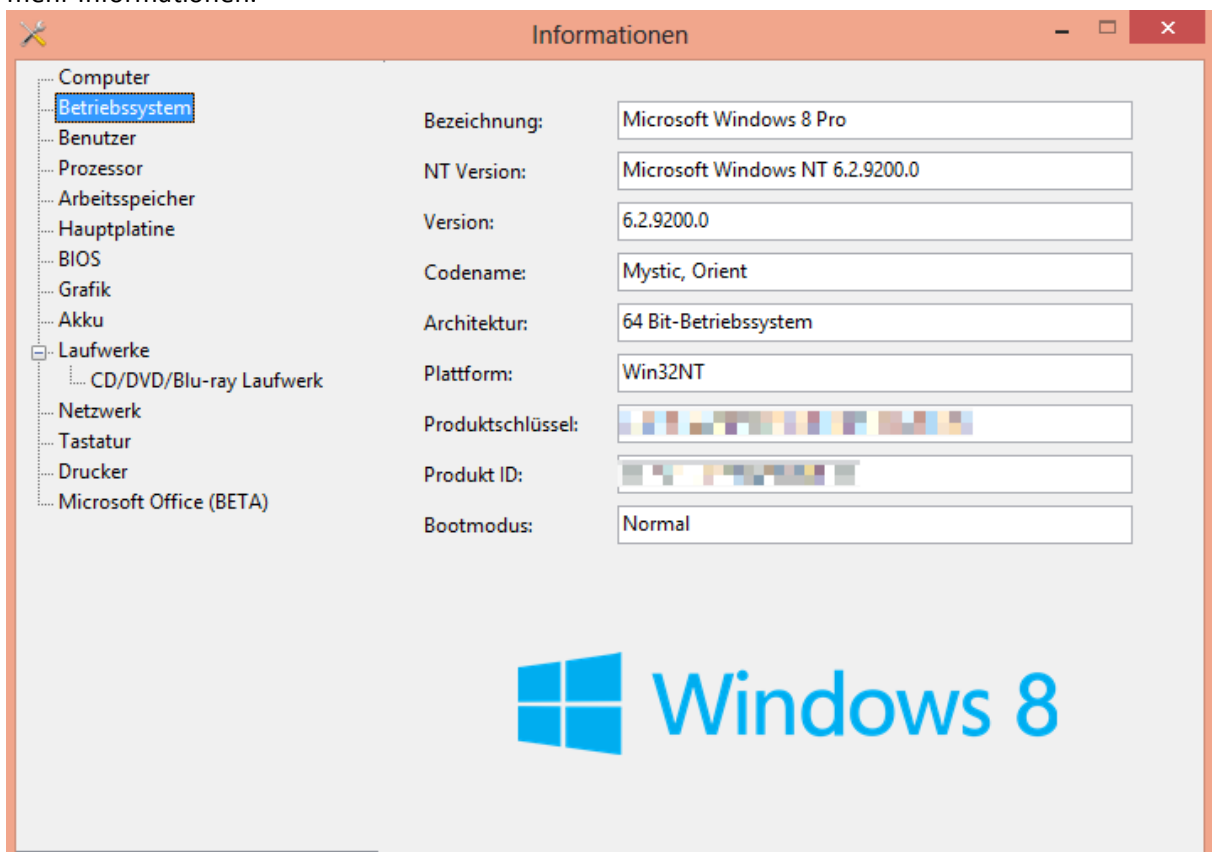 mehr Informationen.
Informationen
Computer
Betriebssystem
Benutzer
Prozessor
Arbeitsspeicher
Hauptplatine
BIOS
Grafik
Akku
Laufwerke
CD/DVD/Blu-ray Laufwerk
Netzwerk
Tastatur
Drucker
Microsoft Office (BETA)
Bezeichnung: Microsoft Windows 8 Pro
NT Version: Microsoft Windows NT 6.2.9200.0
Version: 6.2.9200.0
Codename: Mystic, Orient
Architektur: 64 Bit-Betriebssystem
Plattform: Win32NT
Produktschlüssel:
Produkt ID:
Bootmodus: Normal
Windows 8